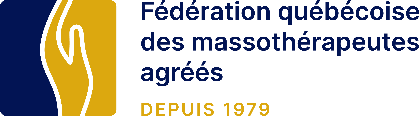 Fédération québécoise
des massothérapeutes
agréés
DEPUIS 1979